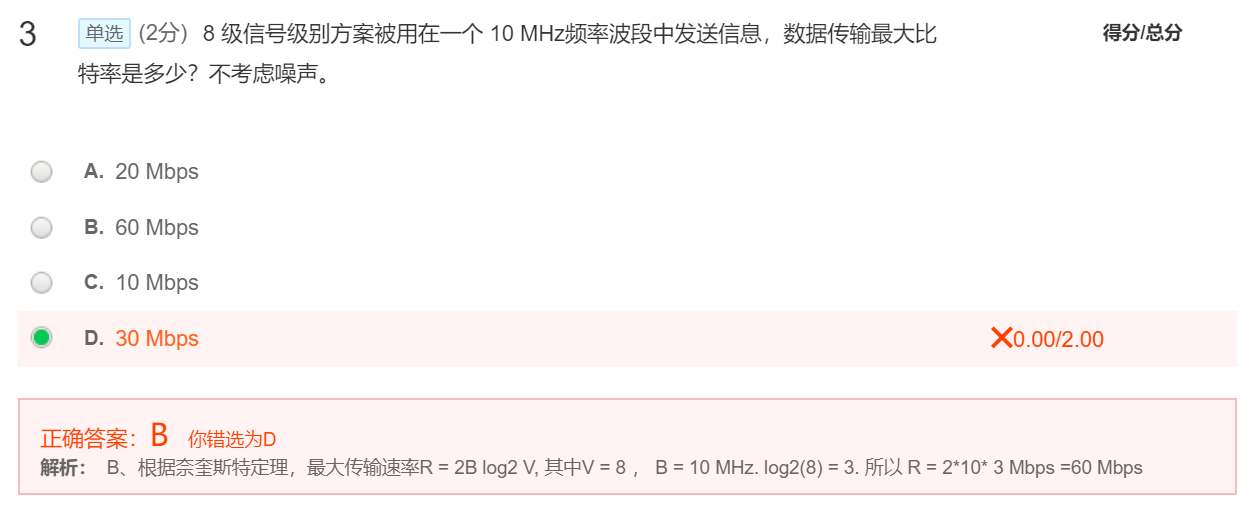 3 单选 (2分) 8 级信号级别方案被用在一个 10 MHz频率波段中发送信息，数据传输最大比 得分/总分
特率是多少？不考虑噪声。
A. 20 Mbps
B. 60 Mbps
C. 10 Mbps
D. 30 Mbps ✕0.00/2.00
正确答案：B 你错选为D
解析： B、根据奈奎斯特定理，最大传输速率R = 2B log2 V, 其中V = 8 ， B = 10 MHz. log2(8) = 3. 所以 R = 2*10* 3 Mbps =60 Mbps